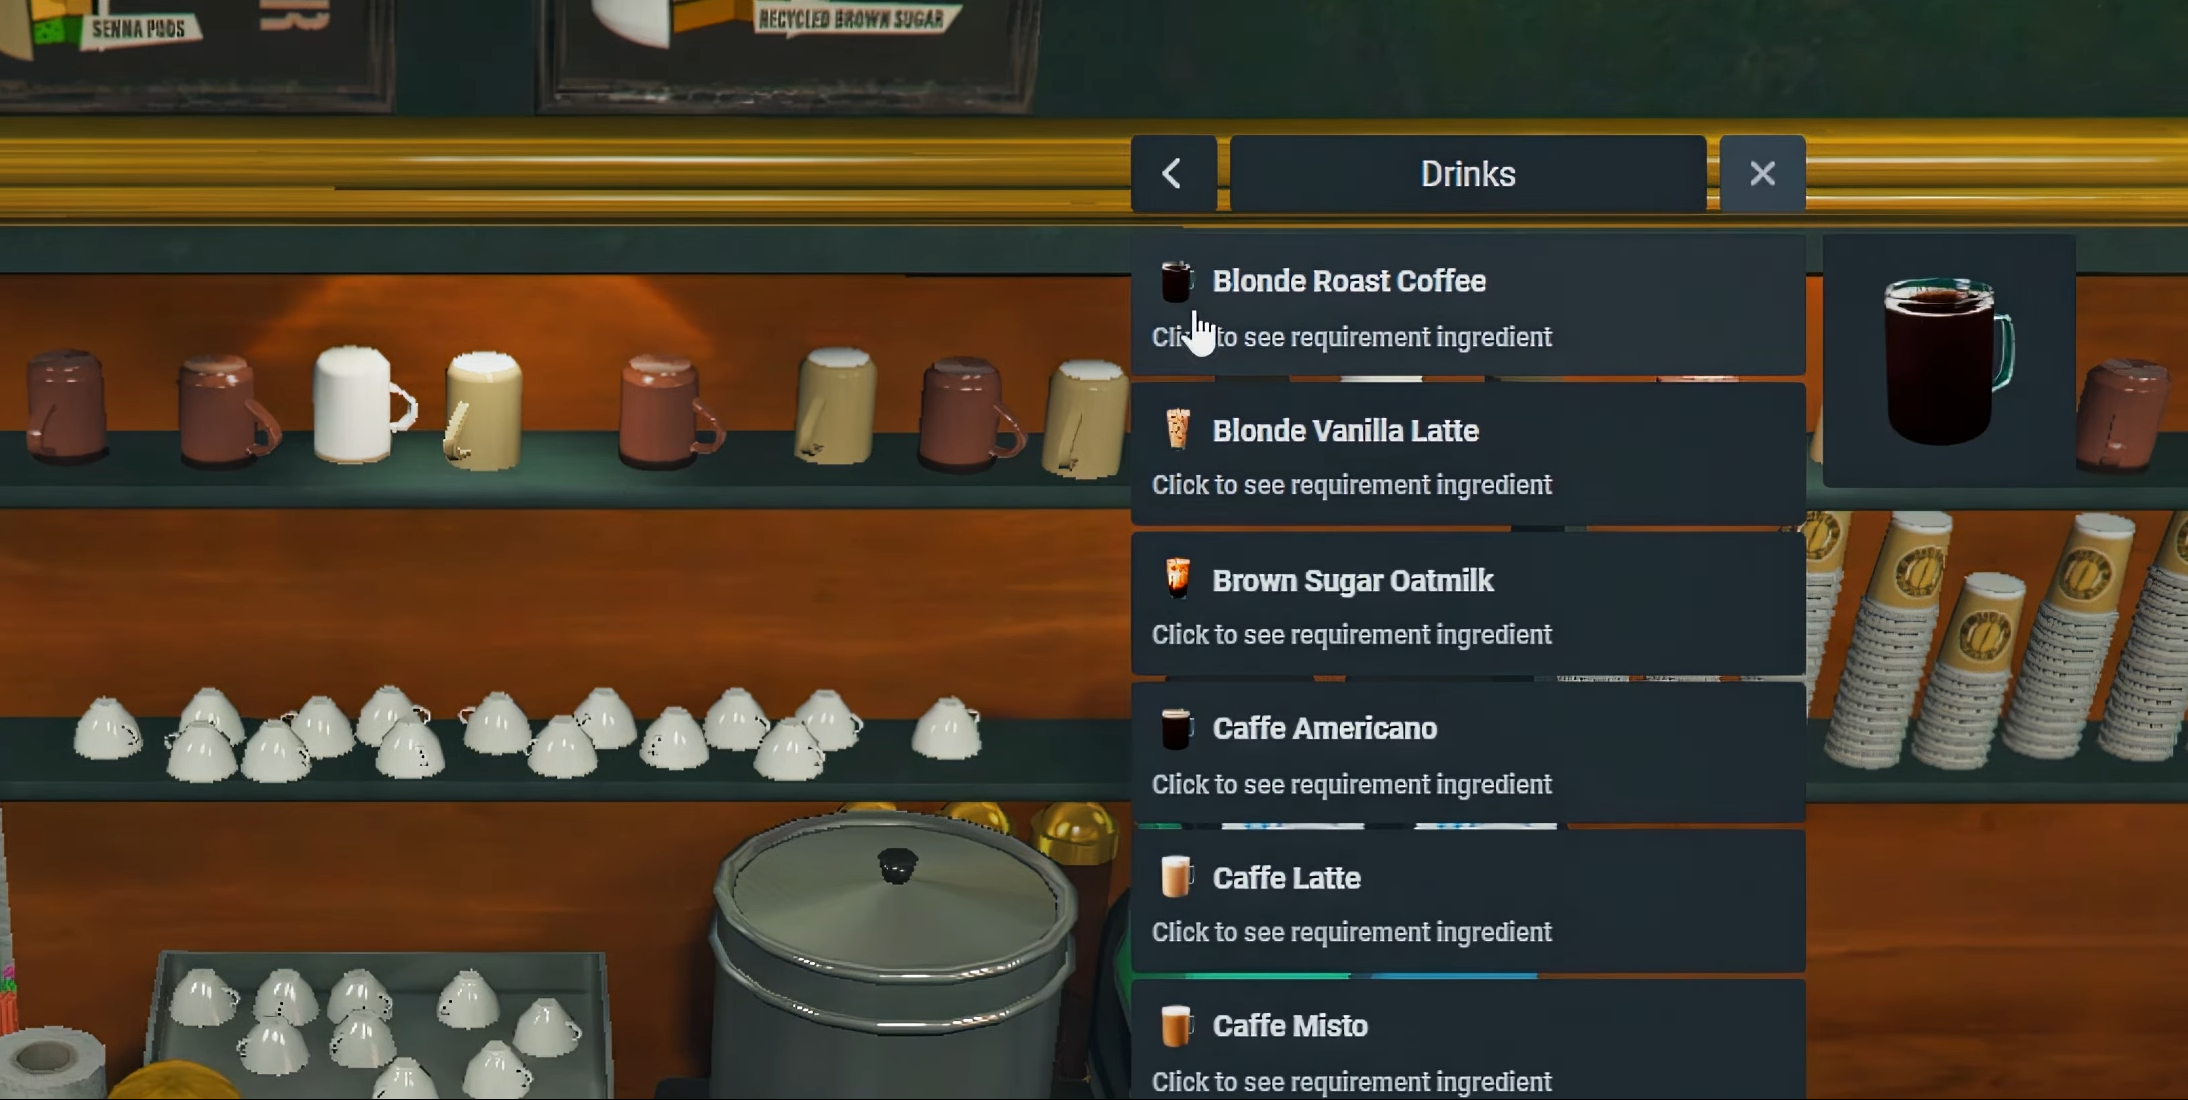 SENNA PODS
RECYCLED BROWN SUGAR
Drinks
Blonde Roast Coffee
to see requirement ingredient
Blonde Vanilla Latte
Click to see requirement ingredient
Brown Sugar Oatmilk
Click to see requirement ingredient
Caffe Americano
Click to see requirement ingredient
Caffe Latte
Click to see requirement ingredient
Caffe Misto
Click to see requirement ingredient